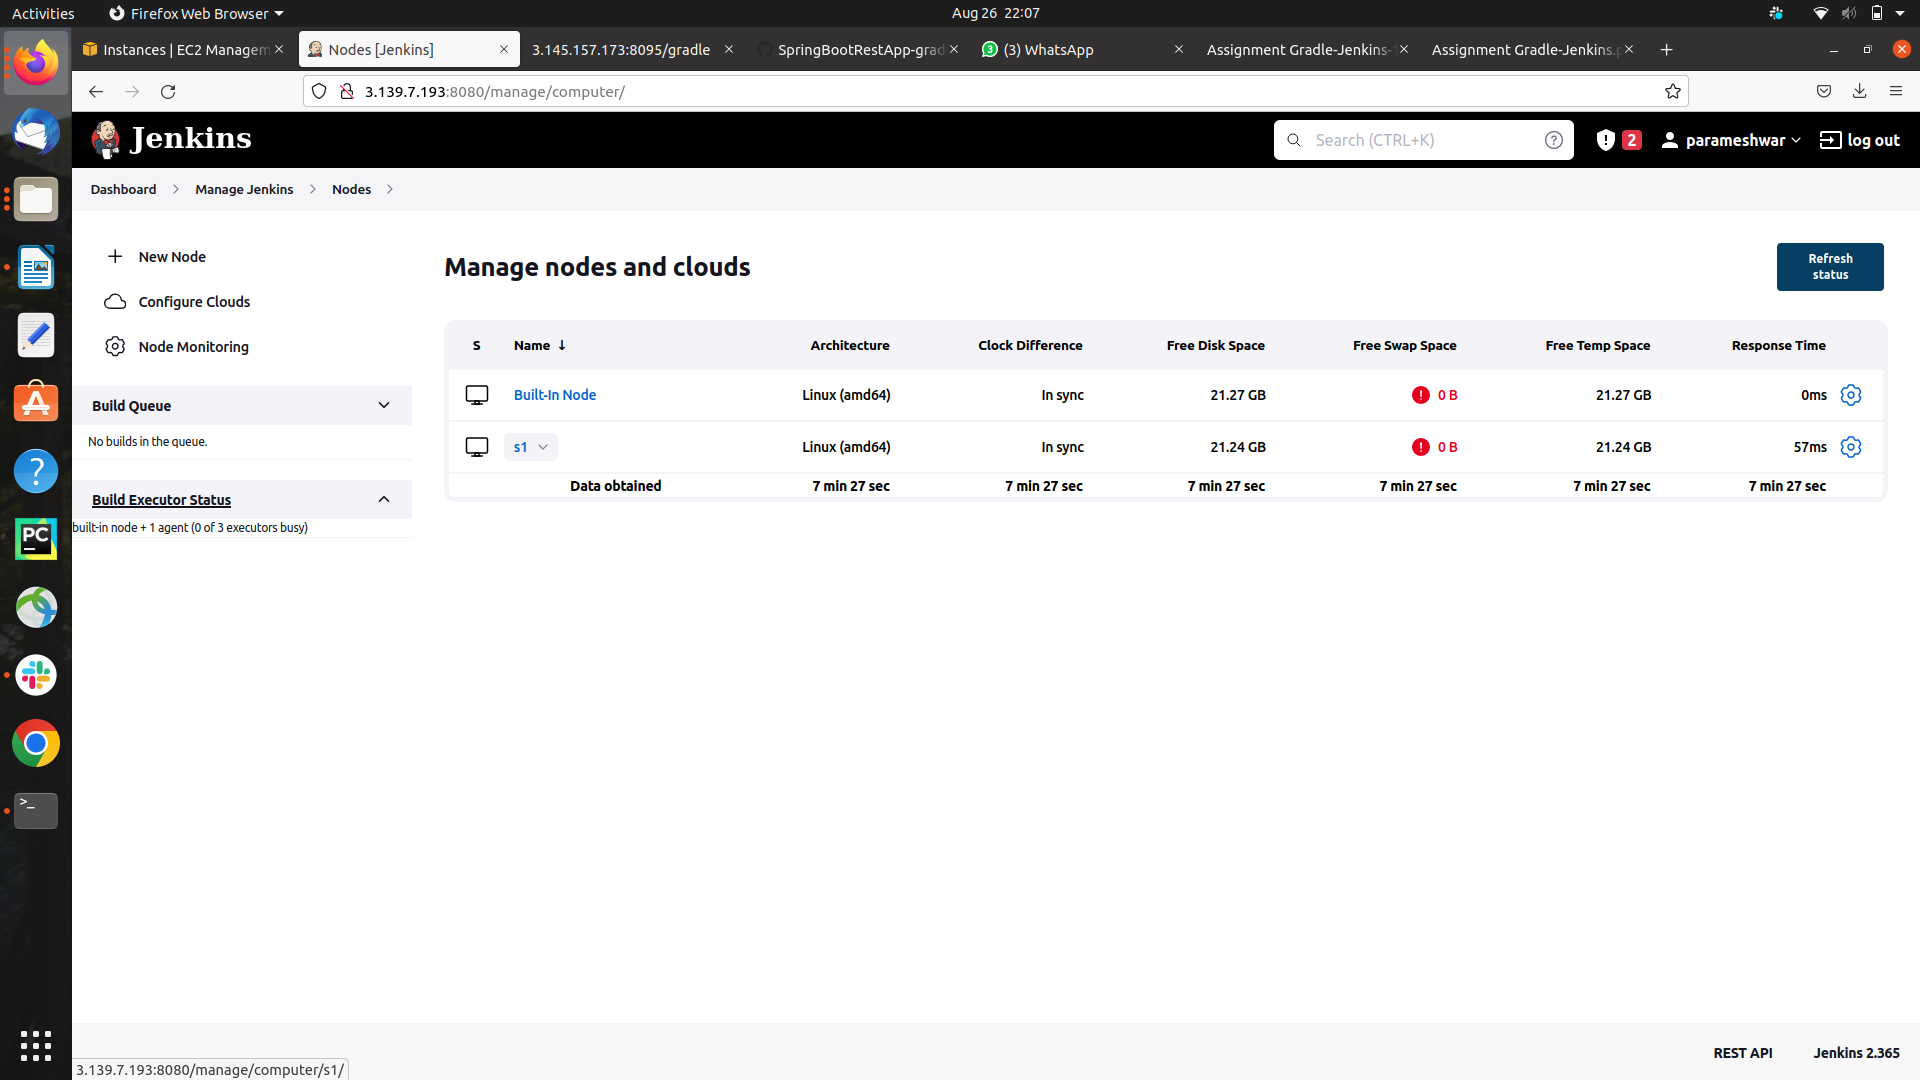 Activities
Firefox Web Browser
Aug 26 22:07
Instances | EC2 Managem
Nodes [Jenkins]
3.145.157.173:8095/gradle
SpringBootRestApp-grad
3
(3) WhatsApp
Assignment Gradle-Jenkins-1
Assignment Gradle-Jenkins.p
3.139.7.193:8080/manage/computer/
Jenkins
Search (CTRL+K)
?
2
parameshwar
log out
Dashboard
Manage Jenkins
Nodes
New Node
Configure Clouds
Node Monitoring
Build Queue
No builds in the queue.
Build Executor Status
built-in node + 1 agent (0 of 3 executors busy)
Manage nodes and clouds
Refresh
status
S Name ↓ Architecture Clock Difference Free Disk Space Free Swap Space Free Temp Space Response Time
Built-In Node Linux (amd64) In sync 21.27 GB ! 0 B 21.27 GB 0ms
s1 Linux (amd64) In sync 21.24 GB ! 0 B 21.24 GB 57ms
Data obtained 7 min 27 sec 7 min 27 sec 7 min 27 sec 7 min 27 sec 7 min 27 sec 7 min 27 sec
?
PC
>_
REST API
Jenkins 2.365
3.139.7.193:8080/manage/computer/s1/